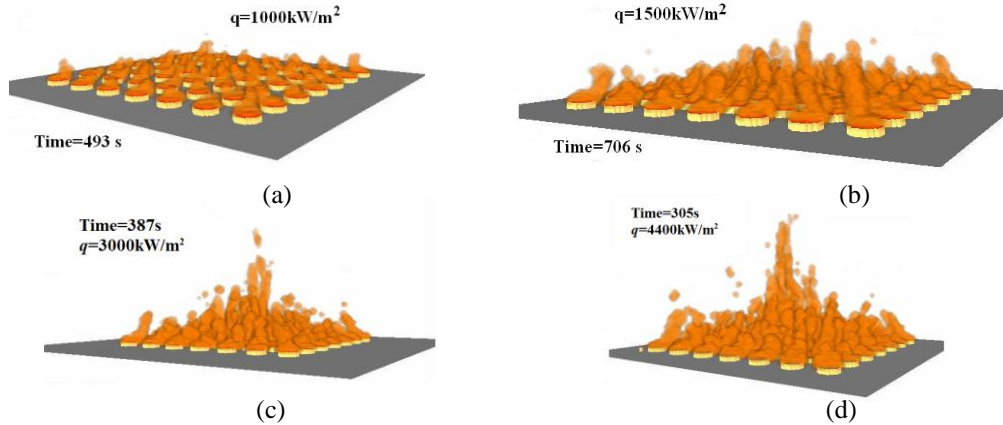 q=1000kW/m²
Time=493 s
(a)
q=1500kW/m²
Time=706 s
(b)
Time=387s
q=3000kW/m²
(c)
Time=305s
q=4400kW/m²
(d)